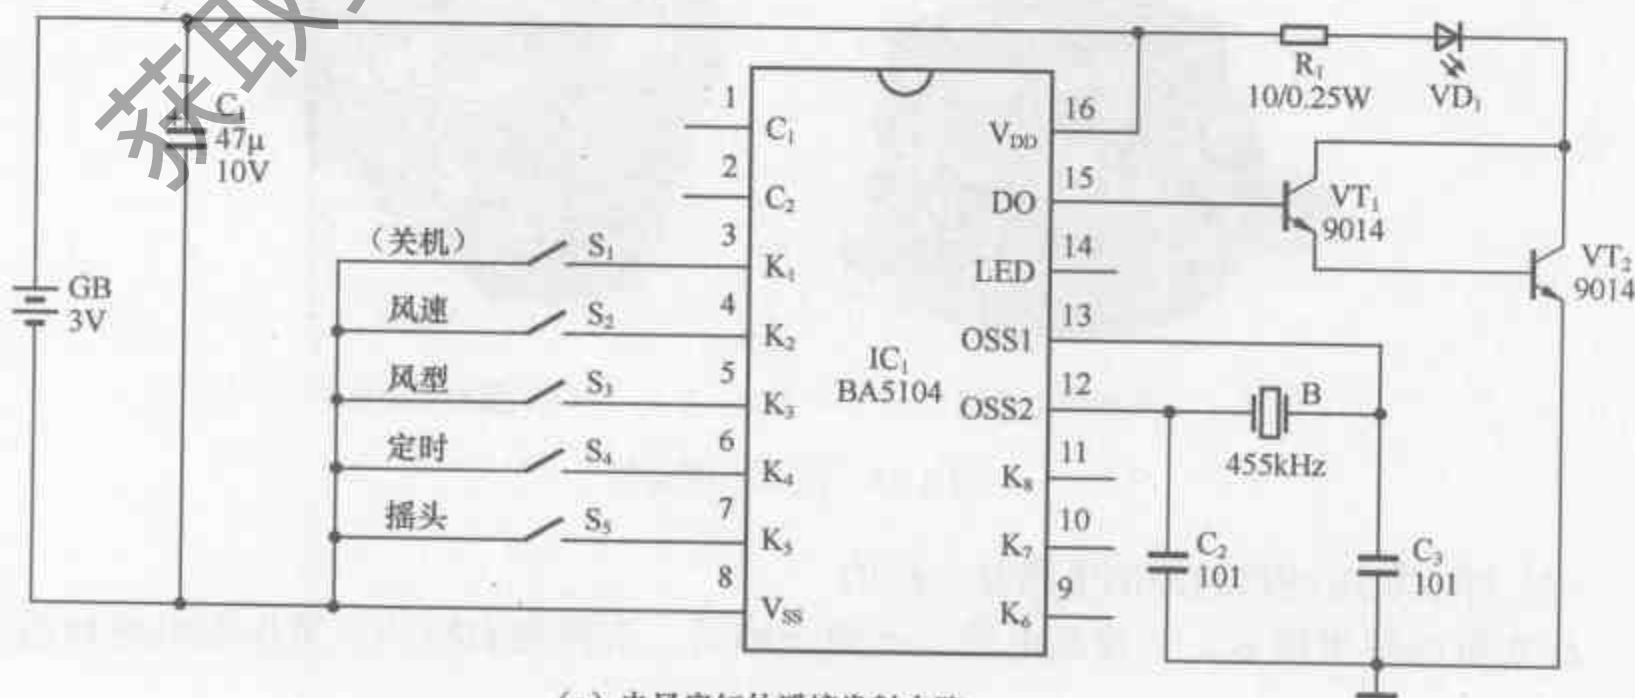 获取
C₁
47μ
10V
GB
3V
（关机） S₁
风速 S₂
风型 S₃
定时 S₄
摇头 S₅
1 C₁
2 C₂
3 K₁
4 K₂
5 K₃
6 K₄
7 K₅
8 V_SS
IC₁
BA5104
16 V_DD
15 DO
14 LED
13 OSS1
12 OSS2
11 K₈
10 K₇
9 K₆
R₁
10/0.25W
VD₁
VT₁
9014
VT₂
9014
B
455kHz
C₂
101
C₃
101